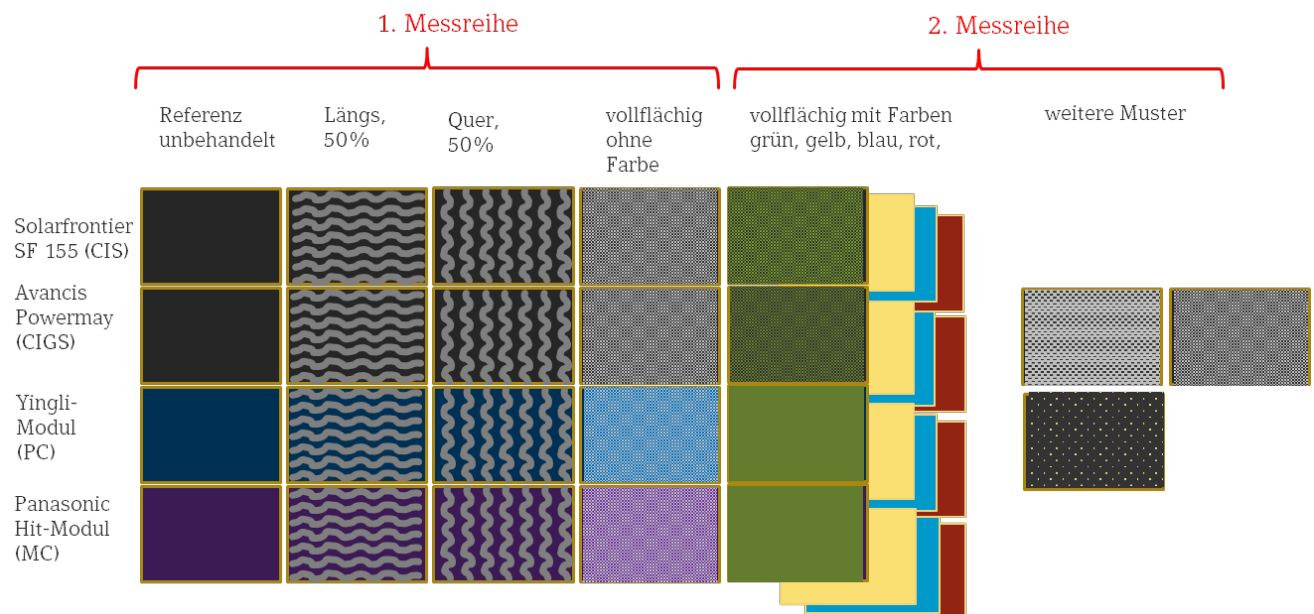 1. Messreihe
2. Messreihe
Referenz
unbehandelt
Längs,
50%
Quer,
50%
vollflächig
ohne
Farbe
vollflächig mit Farben
grün, gelb, blau, rot,
weitere Muster
Solarfrontier
SF 155 (CIS)
Avancis
Powermay
(CIGS)
Yingli-
Modul
(PC)
Panasonic
Hit-Modul
(MC)